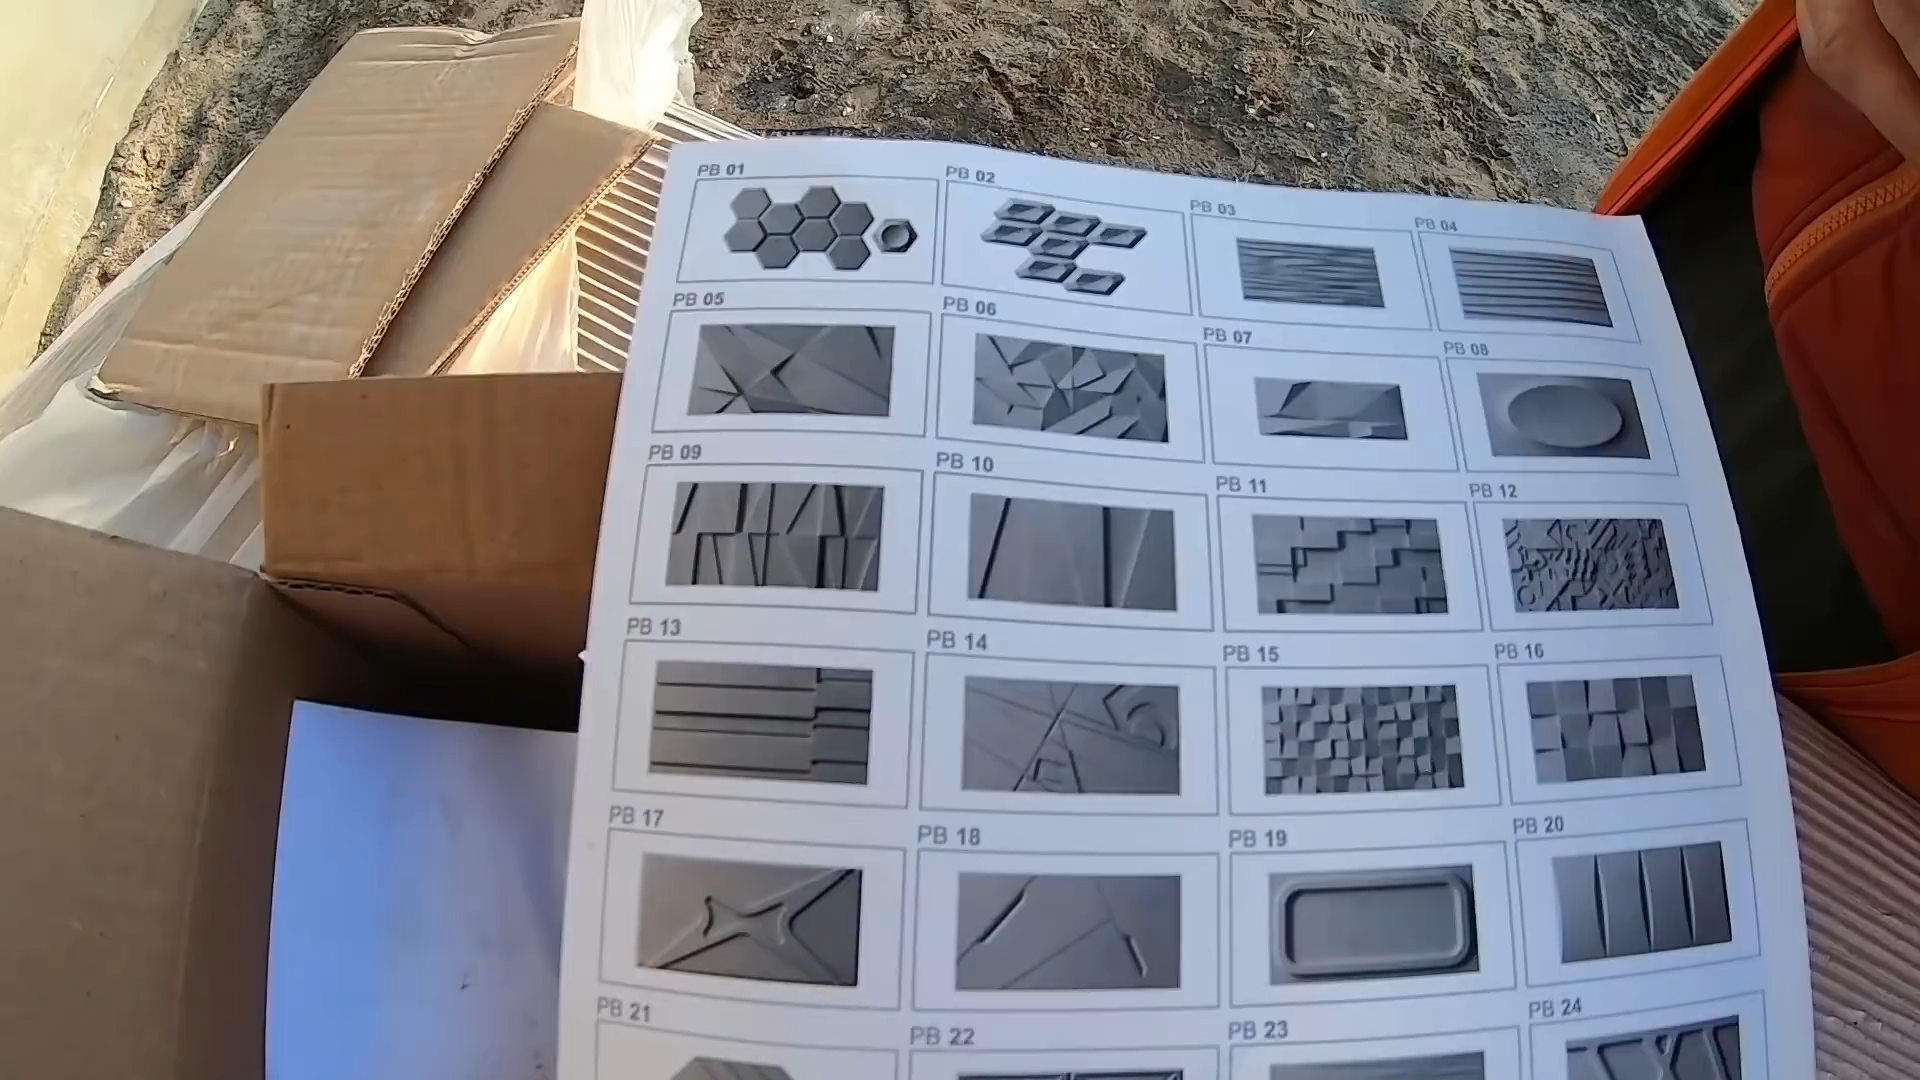 PB 01
PB 02
PB 03
PB 04
PB 05
PB 06
PB 07
PB 08
PB 09
PB 10
PB 11
PB 12
PB 13
PB 14
PB 15
PB 16
PB 17
PB 18
PB 19
PB 20
PB 21
PB 22
PB 23
PB 24